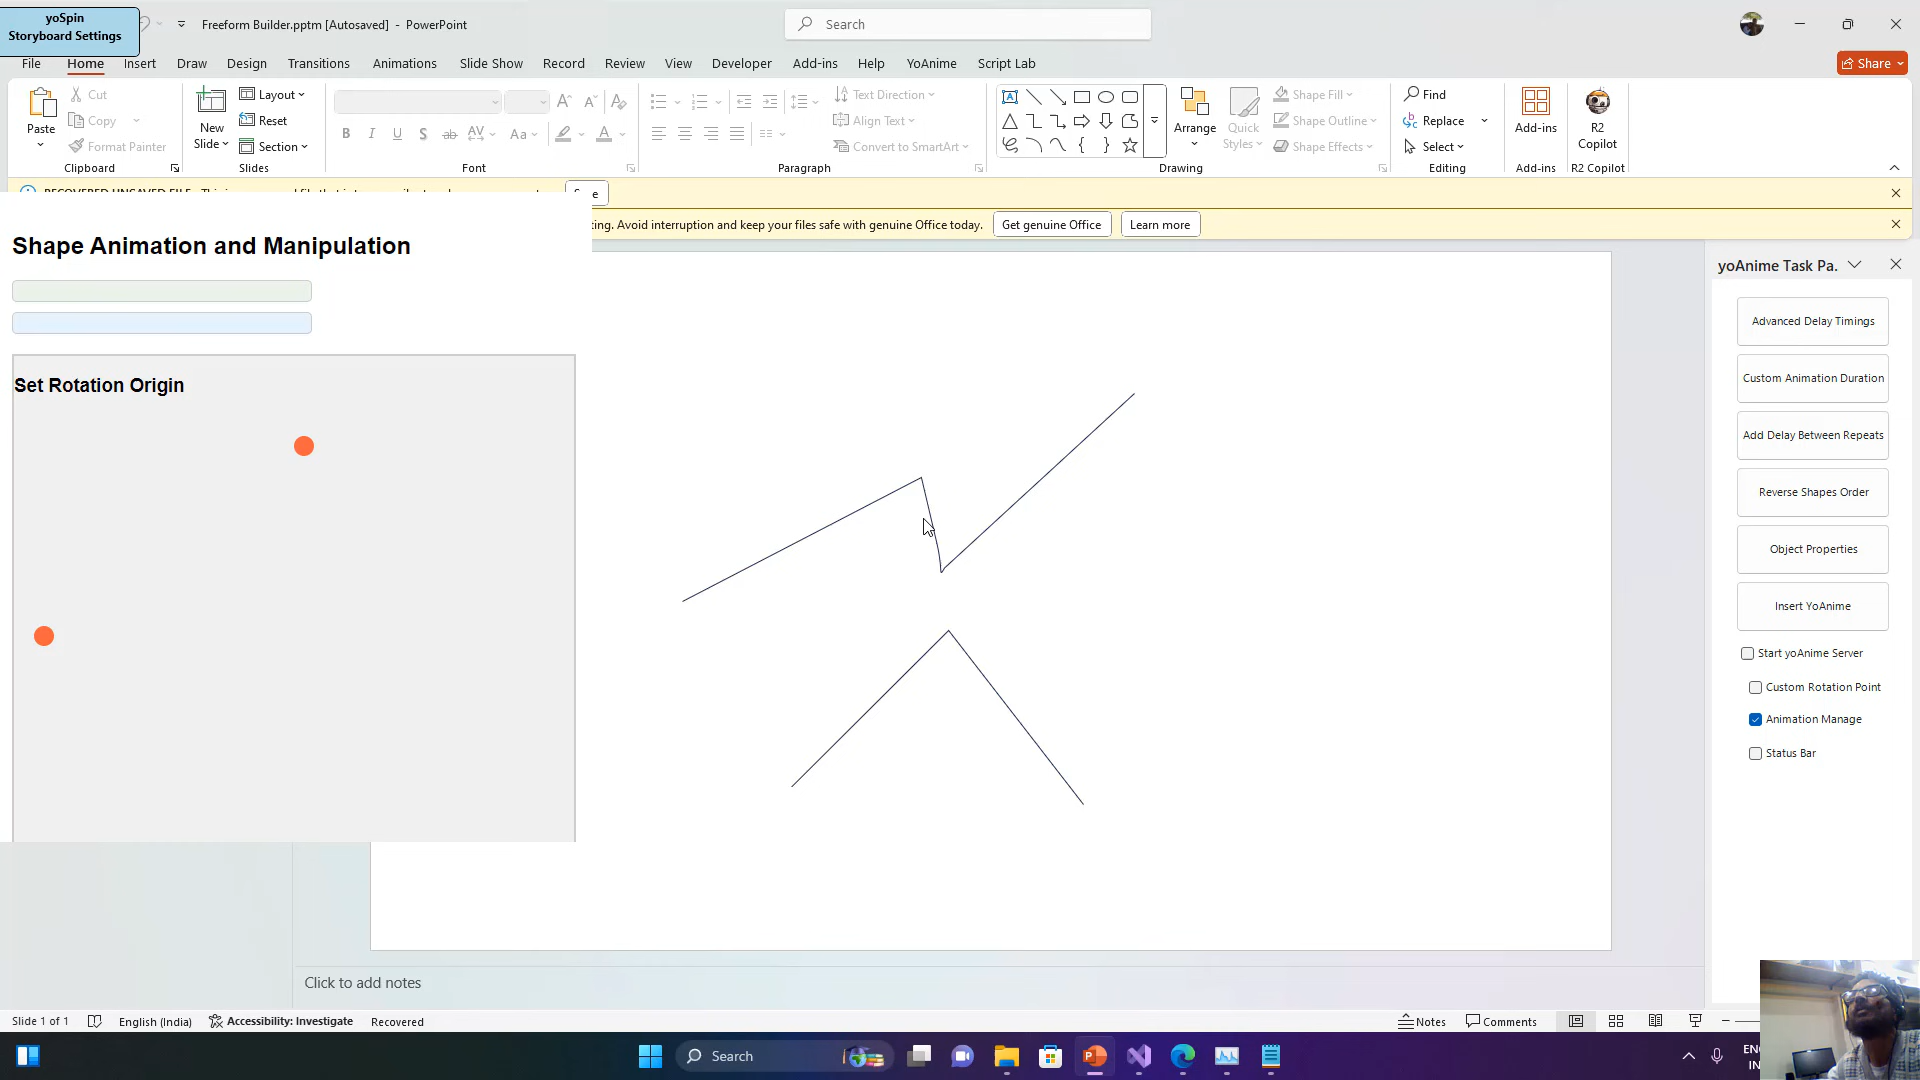 yoSpin
Storyboard Settings
Freeform Builder.pptm [Autosaved] - PowerPoint
Search
File Home Insert Draw Design Transitions Animations Slide Show Record Review View Developer Add-ins Help YoAnime Script Lab
Share
Paste
Cut
Copy
Format Painter
Clipboard
New
Slide
Layout
Reset
Section
Slides
Font
Text Direction
Align Text
Convert to SmartArt
Paragraph
Arrange
Quick
Styles
Shape Fill
Shape Outline
Shape Effects
Drawing
Find
Replace
Select
Editing
Add-ins
Add-ins
R2
Copilot
R2 Copilot
Avoid interruption and keep your files safe with genuine Office today.
Get genuine Office
Learn more
Shape Animation and Manipulation
Set Rotation Origin
yoAnime Task Pa.
Advanced Delay Timings
Custom Animation Duration
Add Delay Between Repeats
Reverse Shapes Order
Object Properties
Insert YoAnime
Start yoAnime Server
Custom Rotation Point
Animation Manage
Status Bar
Click to add notes
Slide 1 of 1
English (India)
Accessibility: Investigate
Recovered
Notes
Comments
Search